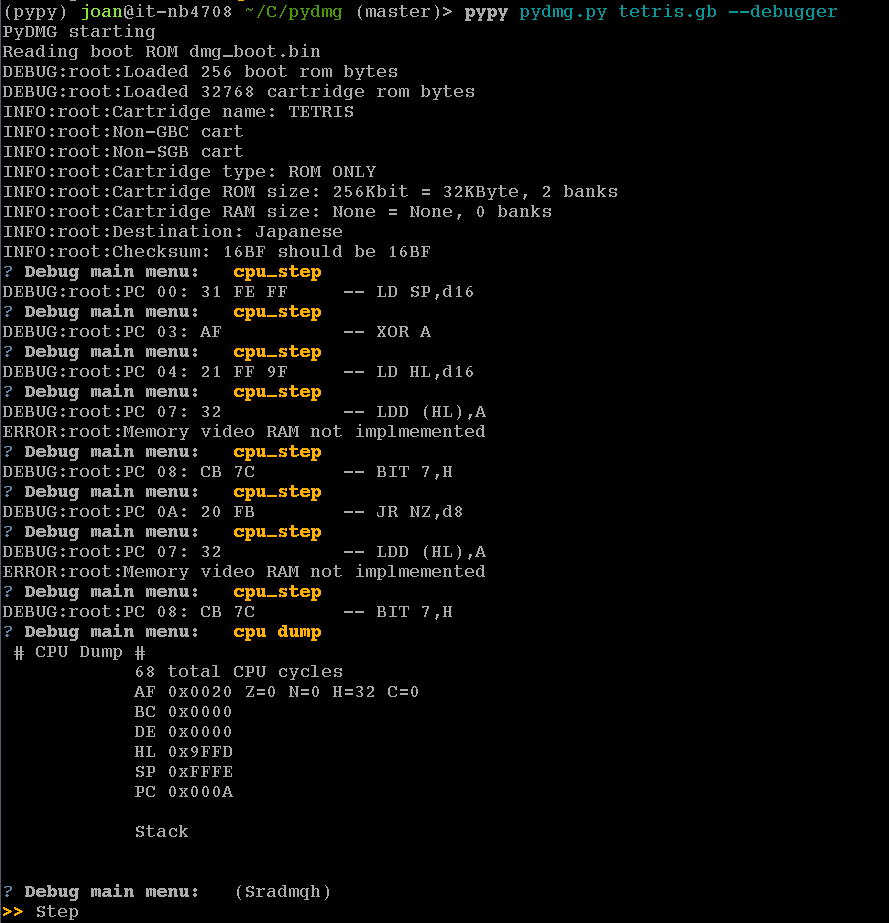 (pypy) joan@it-nb4708 ~/C/pydmg (master)> pypy pydmg.py tetris.gb --debugger
PyDMG starting
Reading boot ROM dmg_boot.bin
DEBUG:root:Loaded 256 boot rom bytes
DEBUG:root:Loaded 32768 cartridge rom bytes
INFO:root:Cartridge name: TETRIS
INFO:root:Non-GBC cart
INFO:root:Non-SGB cart
INFO:root:Cartridge type: ROM ONLY
INFO:root:Cartridge ROM size: 256Kbit = 32KByte, 2 banks
INFO:root:Cartridge RAM size: None = None, 0 banks
INFO:root:Destination: Japanese
INFO:root:Checksum: 16BF should be 16BF
? Debug main menu:   cpu_step
DEBUG:root:PC 00: 31 FE FF     -- LD SP,d16
? Debug main menu:   cpu_step
DEBUG:root:PC 03: AF           -- XOR A
? Debug main menu:   cpu_step
DEBUG:root:PC 04: 21 FF 9F     -- LD HL,d16
? Debug main menu:   cpu_step
DEBUG:root:PC 07: 32           -- LDD (HL),A
ERROR:root:Memory video RAM not implmemented
? Debug main menu:   cpu_step
DEBUG:root:PC 08: CB 7C        -- BIT 7,H
? Debug main menu:   cpu_step
DEBUG:root:PC 0A: 20 FB        -- JR NZ,d8
? Debug main menu:   cpu_step
DEBUG:root:PC 07: 32           -- LDD (HL),A
ERROR:root:Memory video RAM not implmemented
? Debug main menu:   cpu_step
DEBUG:root:PC 08: CB 7C        -- BIT 7,H
? Debug main menu:   cpu dump
# CPU Dump #
68 total CPU cycles
AF 0x0020 Z=0 N=0 H=32 C=0
BC 0x0000
DE 0x0000
HL 0x9FFD
SP 0xFFFE
PC 0x000A
Stack
? Debug main menu:   (Sradmqh)
>> Step